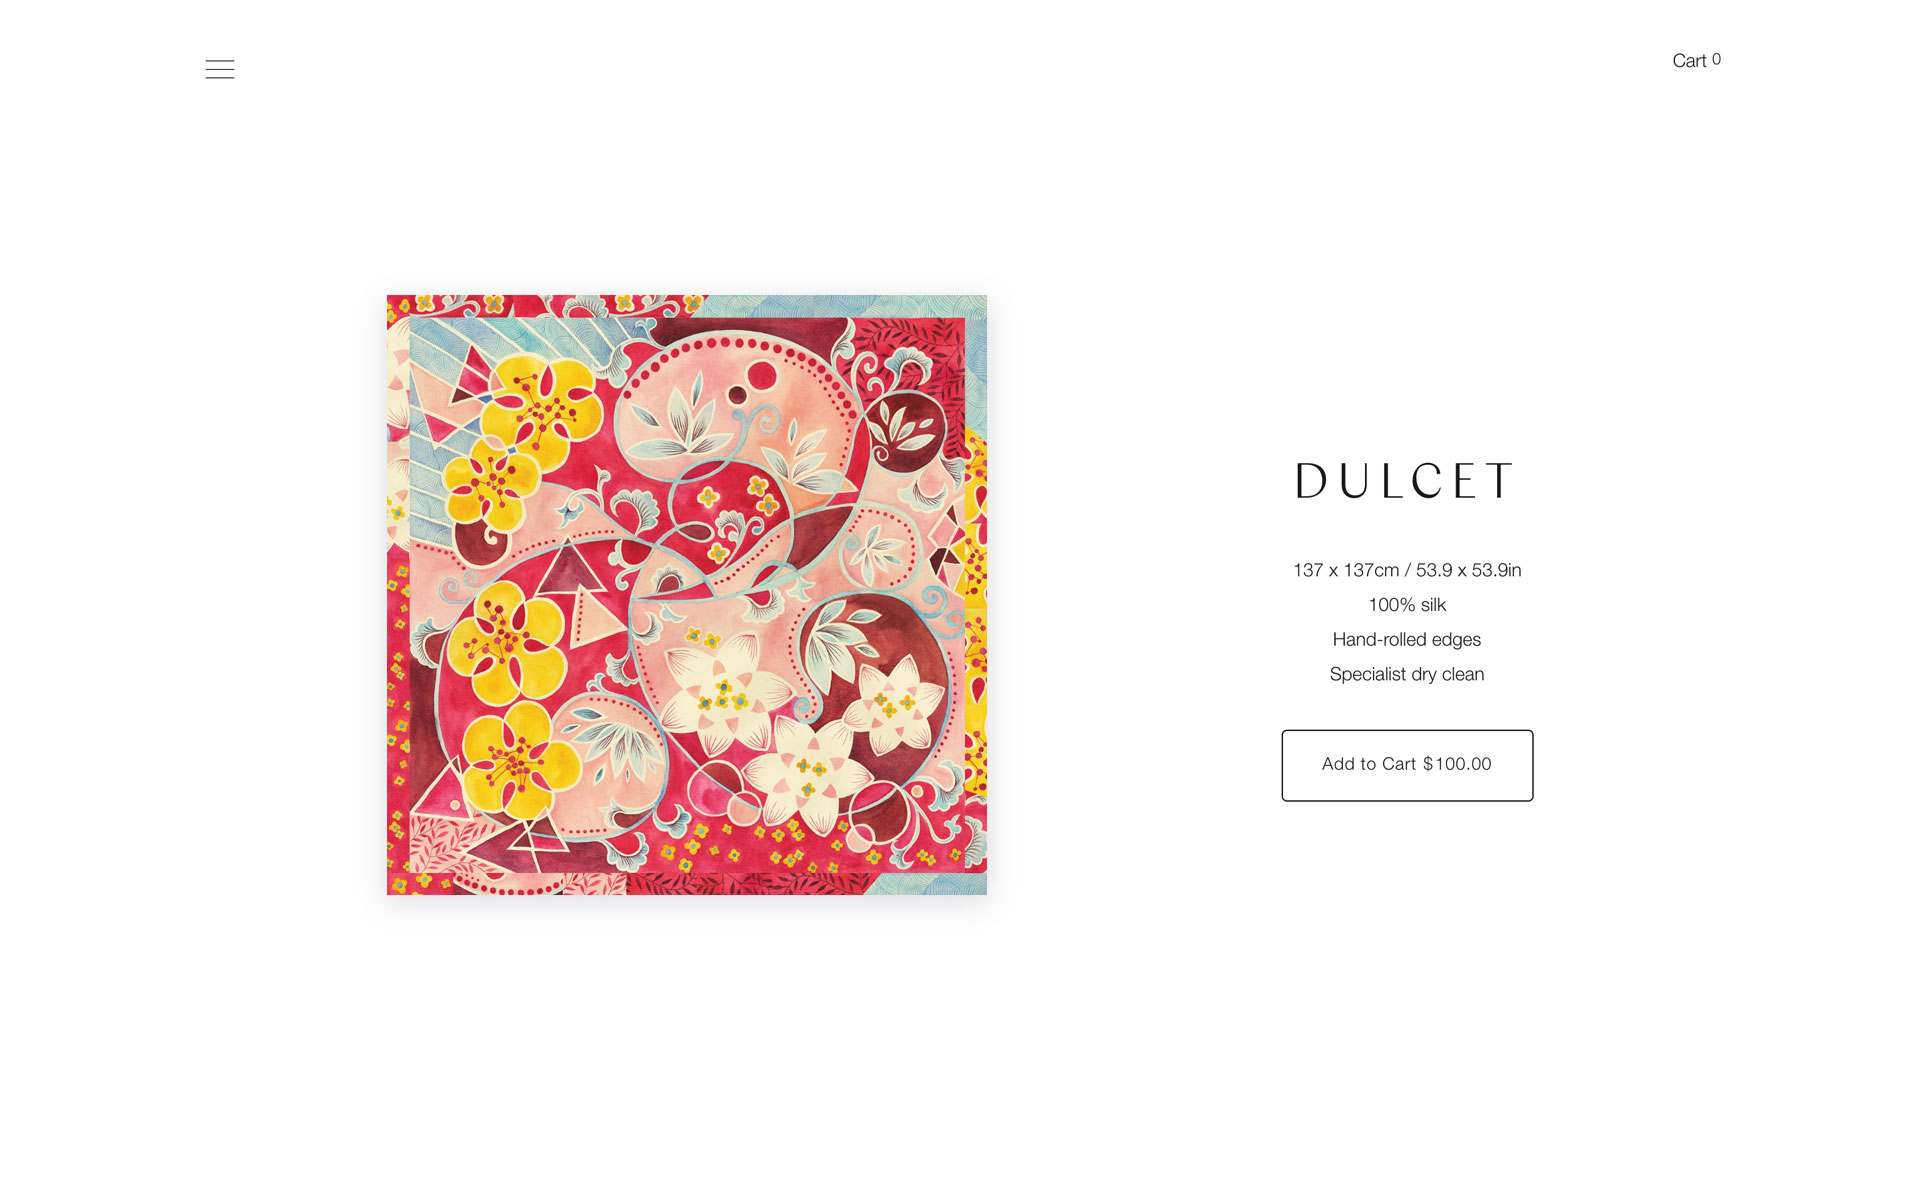 Cart 0
DULCET
137 x 137cm / 53.9 x 53.9in
100% silk
Hand-rolled edges
Specialist dry clean
Add to Cart $100.00